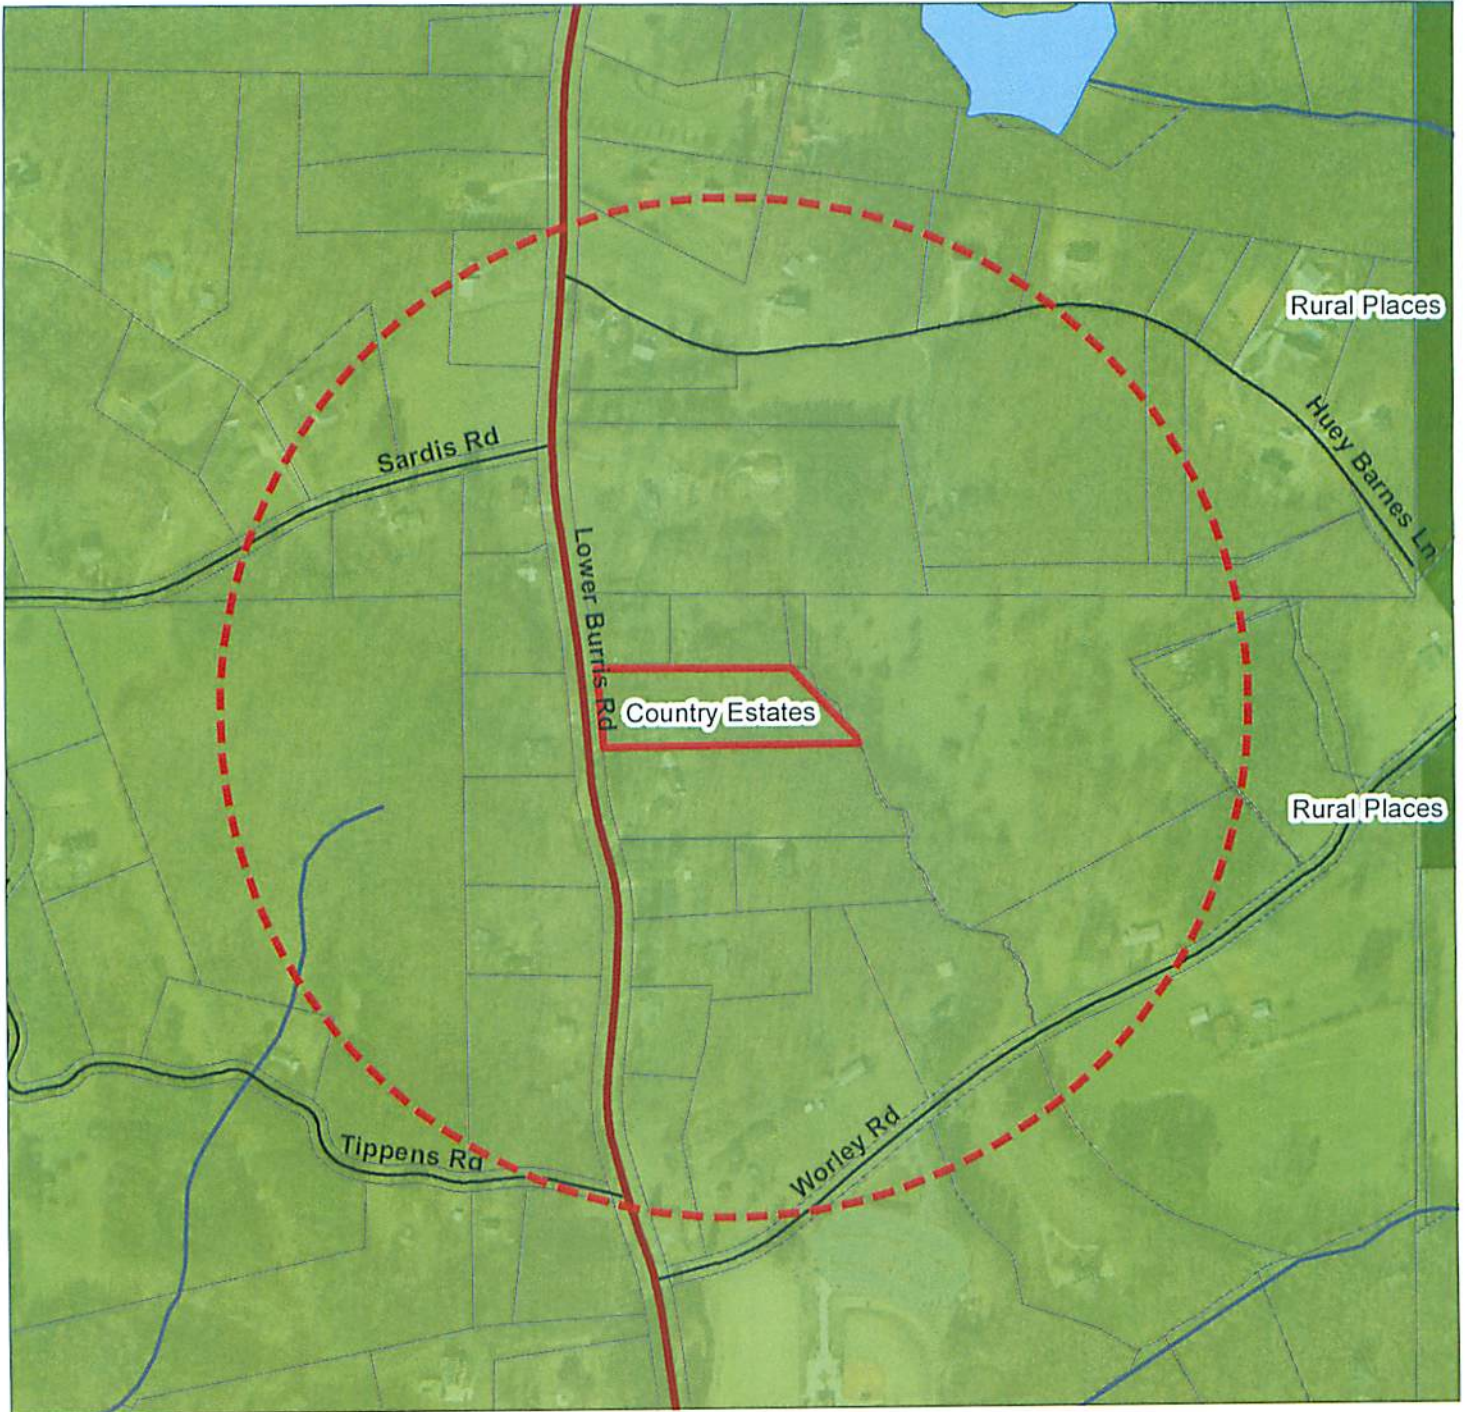 Rural Places
Huey Barnes Ln
Sardis Rd
Lower Burris Rd
Country Estates
Rural Places
Worley Rd
Tippens Rd